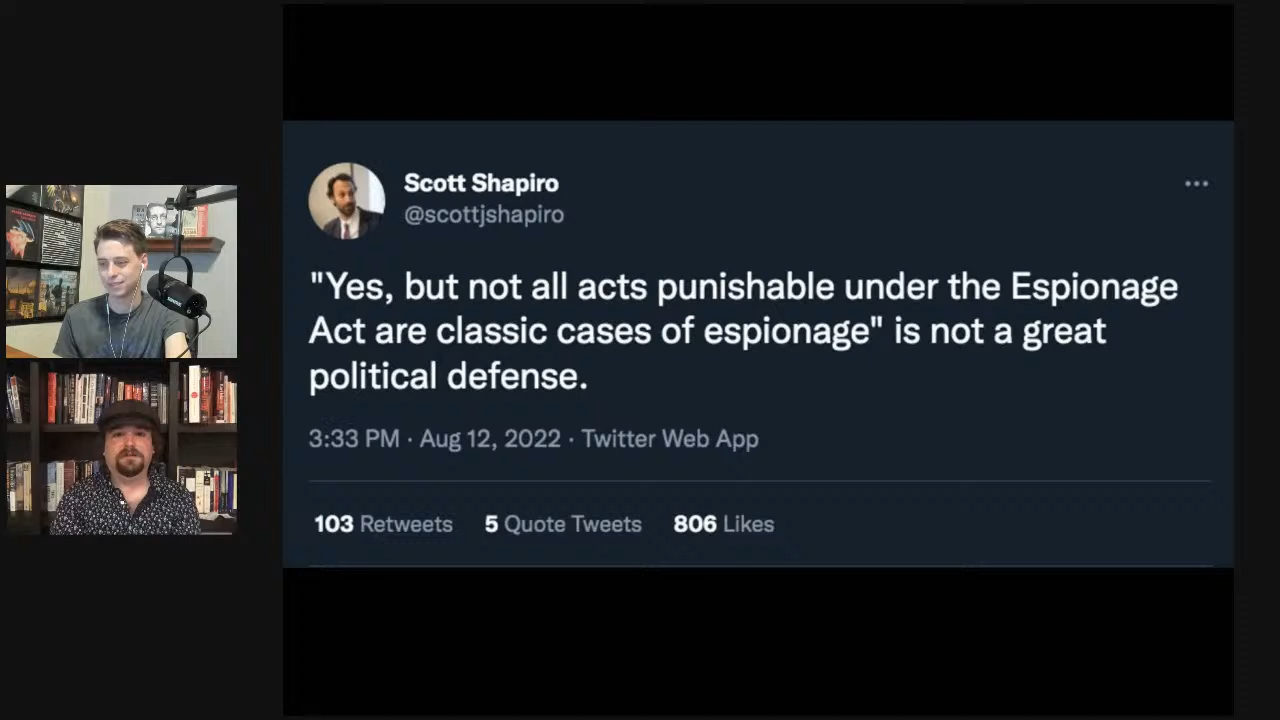 Scott Shapiro
@scottjshapiro
"Yes, but not all acts punishable under the Espionage
Act are classic cases of espionage" is not a great
political defense.
3:33 PM · Aug 12, 2022 · Twitter Web App
103 Retweets 5 Quote Tweets 806 Likes